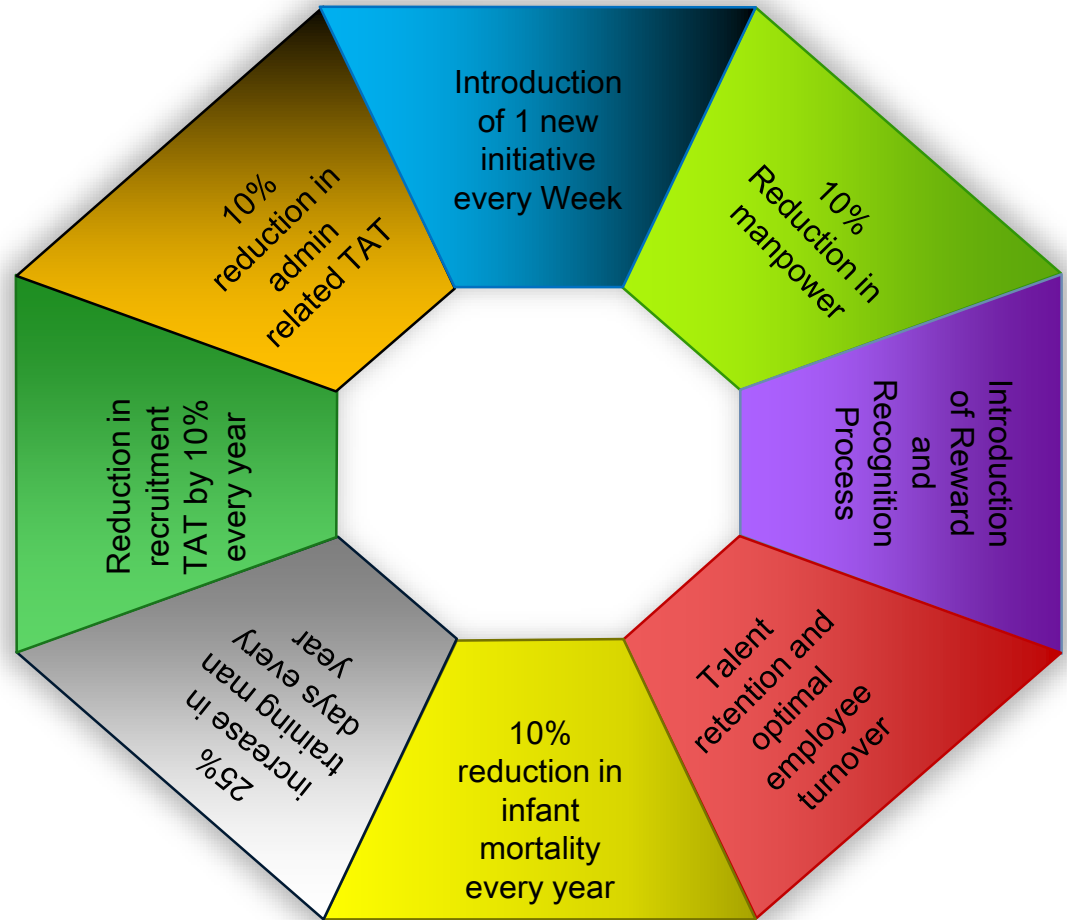 Introduction
of 1 new
initiative
every Week
10%
Reduction in
manpower
Introduction
of Reward
and
Recognition
Process
Talent
retention and
optimal
employee
turnover
10%
reduction in
infant
mortality
every year
25%
increase in
training man
days every
year
Reduction in
recruitment
TAT by 10%
every year
10%
reduction in
admin
related TAT